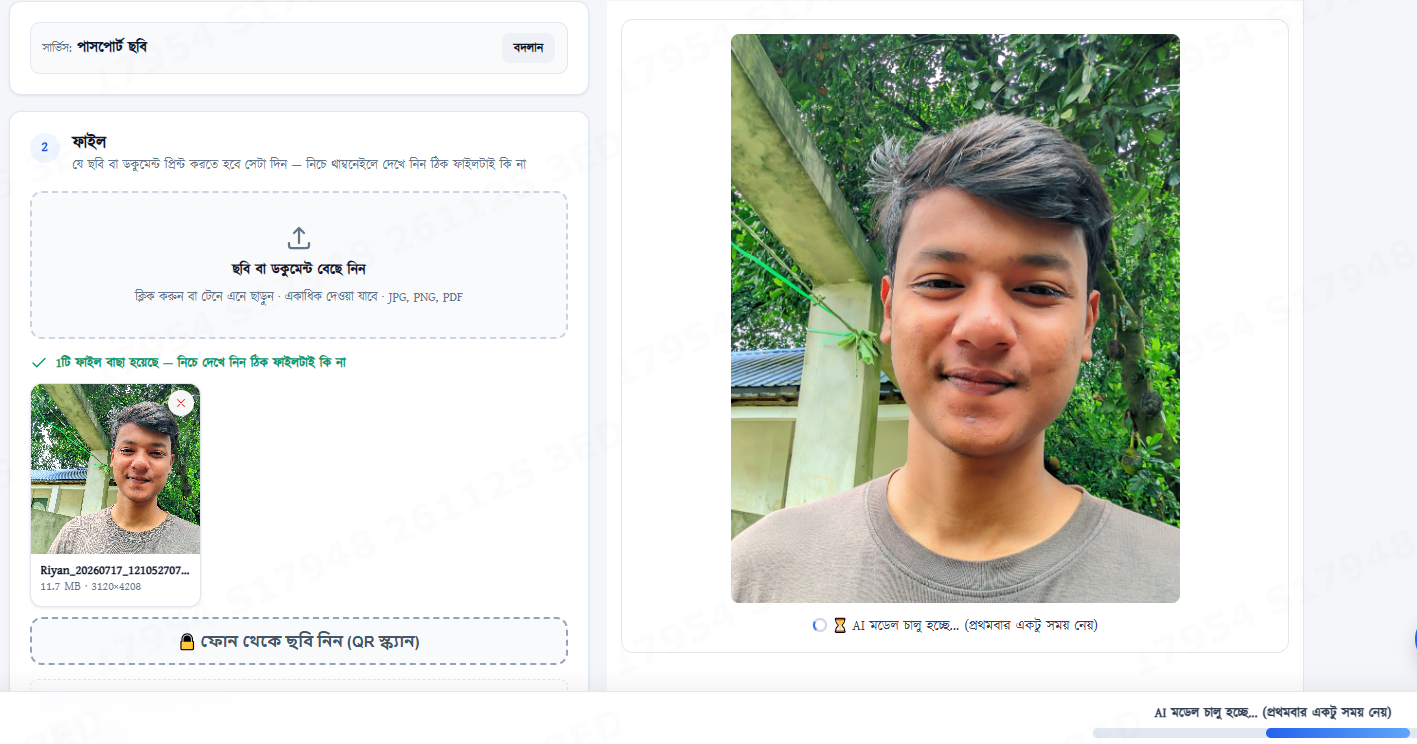 সার্ভিস: পাসপোর্ট ছবি
বদলান
2
ফাইল
যে ছবি বা ডকুমেন্ট প্রিন্ট করতে হবে সেটা দিন — নিচে থাম্বনেইলে দেখে নিন ঠিক ফাইলটাই কি না
ছবি বা ডকুমেন্ট বেছে নিন
ক্লিক করুন বা টেনে এনে ছাড়ুন · একাধিক দেওয়া যাবে · JPG, PNG, PDF
1টি ফাইল বাছা হয়েছে — নিচে দেখে নিন ঠিক ফাইলটাই কি না
Riyan_20260717_121052707...
11.7 MB · 3120×4208
ফোন থেকে ছবি নিন (QR স্ক্যান)
AI মডেল চালু হচ্ছে... (প্রথমবার একটু সময় নেয়)
AI মডেল চালু হচ্ছে... (প্রথমবার একটু সময় নেয়)